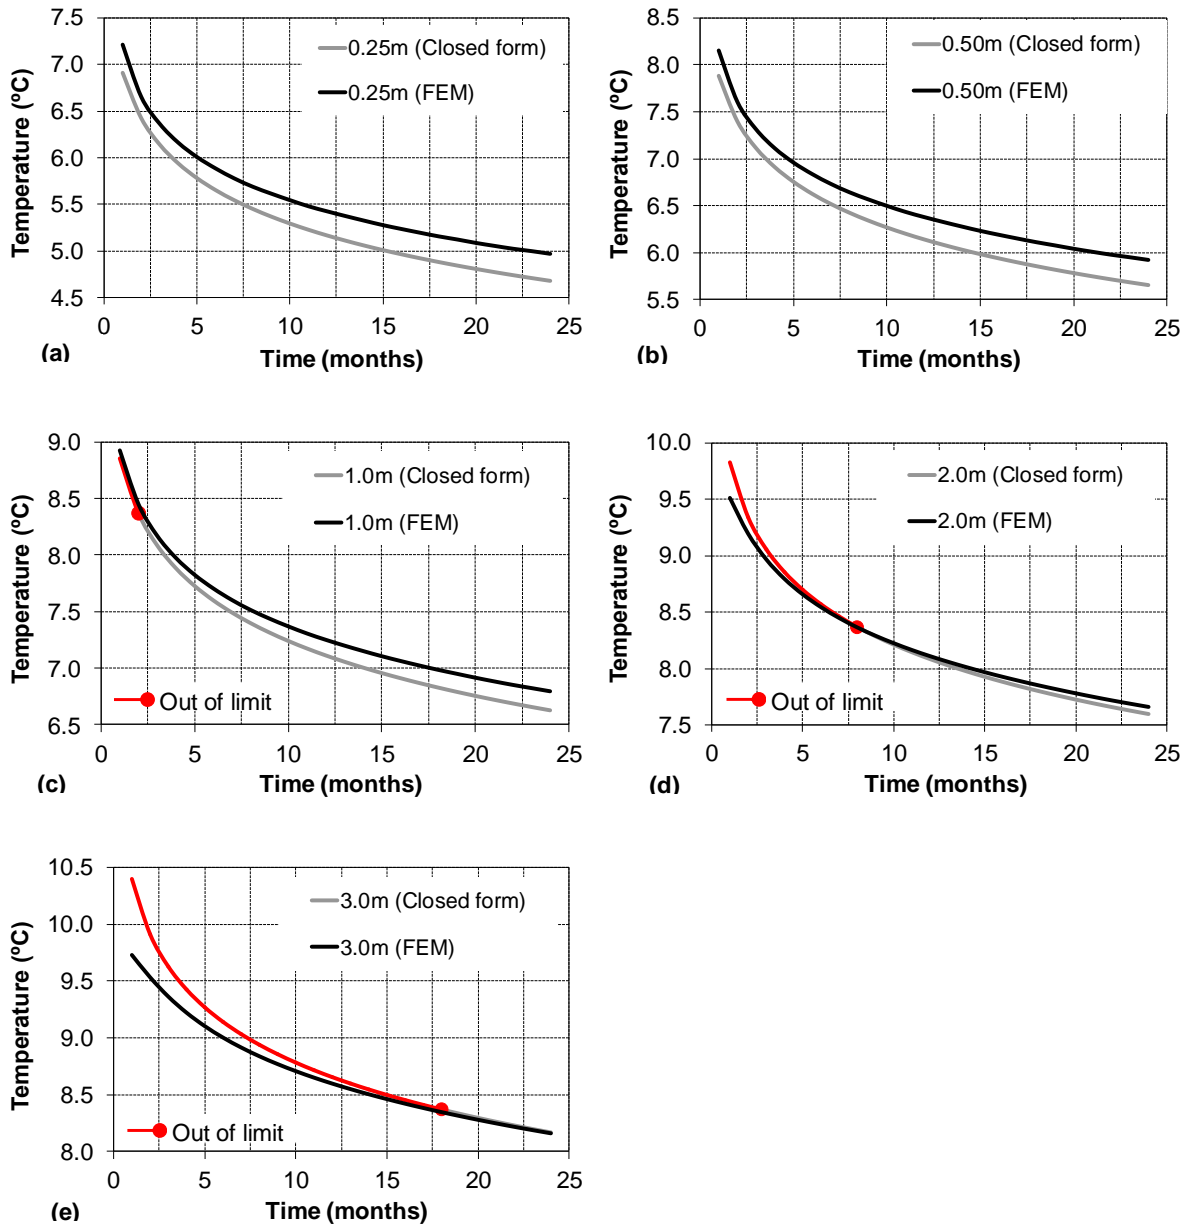 7.5
7.0
6.5
6.0
5.5
5.0
4.5
Temperature (ºC)
0.25m (Closed form)
0.25m (FEM)
0 5 10 15 20 25
Time (months)
(a)
8.5
8.0
7.5
7.0
6.5
6.0
5.5
Temperature (ºC)
0.50m (Closed form)
0.50m (FEM)
0 5 10 15 20 25
Time (months)
(b)
9.0
8.5
8.0
7.5
7.0
6.5
Temperature (ºC)
1.0m (Closed form)
1.0m (FEM)
Out of limit
0 5 10 15 20 25
Time (months)
(c)
10.0
9.5
9.0
8.5
8.0
7.5
Temperature (ºC)
2.0m (Closed form)
2.0m (FEM)
Out of limit
0 5 10 15 20 25
Time (months)
(d)
10.5
10.0
9.5
9.0
8.5
8.0
Temperature (ºC)
3.0m (Closed form)
3.0m (FEM)
Out of limit
0 5 10 15 20 25
Time (months)
(e)